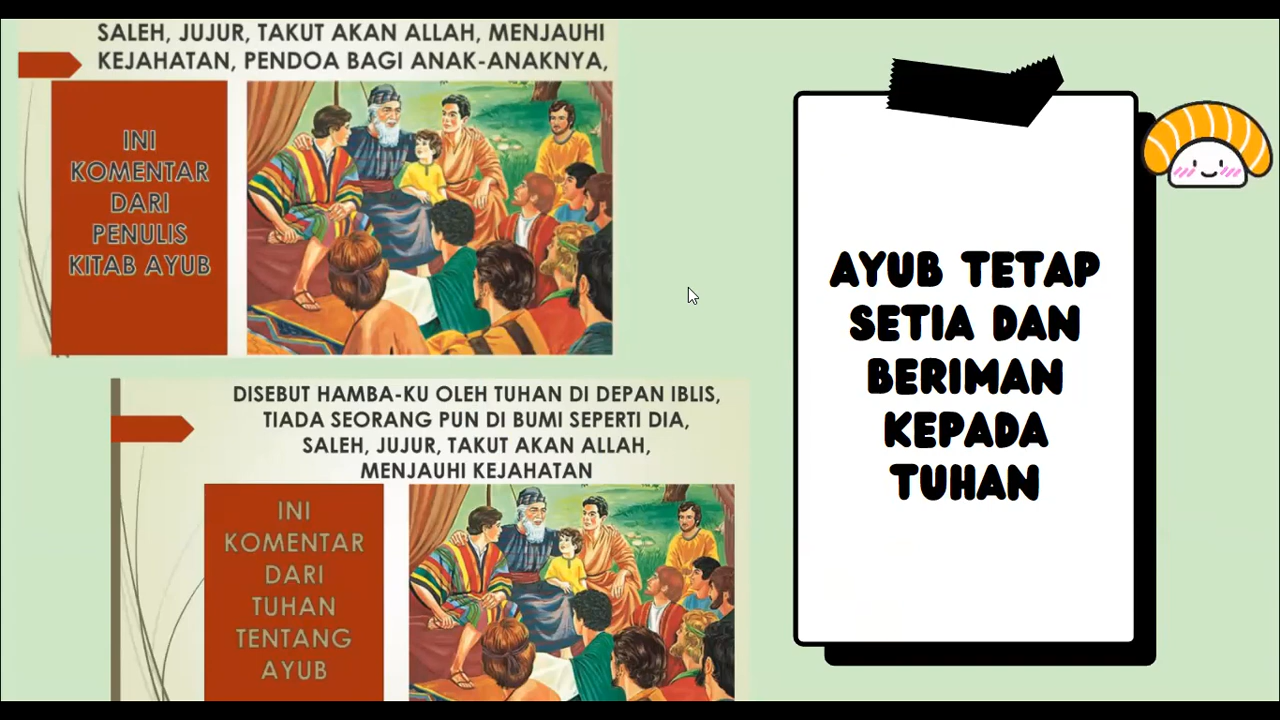 SALEH, JUJUR, TAKUT AKAN ALLAH, MENJAUHI
KEJAHATAN, PENDOA BAGI ANAK-ANAKNYA,
INI
KOMENTAR
DARI
PENULIS
KITAB AYUB
DISEBUT HAMBA-KU OLEH TUHAN DI DEPAN IBLIS,
TIADA SEORANG PUN DI BUMI SEPERTI DIA,
SALEH, JUJUR, TAKUT AKAN ALLAH,
MENJAUHI KEJAHATAN
INI
KOMENTAR
DARI
TUHAN
TENTANG
AYUB
AYUB TETAP
SETIA DAN
BERIMAN
KEPADA
TUHAN